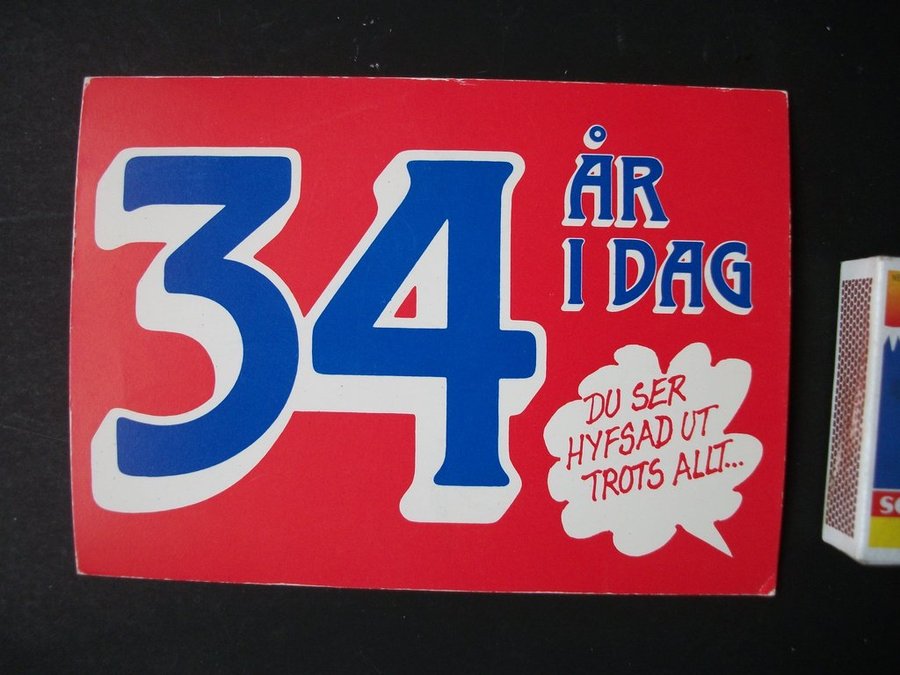 34
ÅR
I DAG
DU SER
HYFSAD UT
TROTS ALLT...